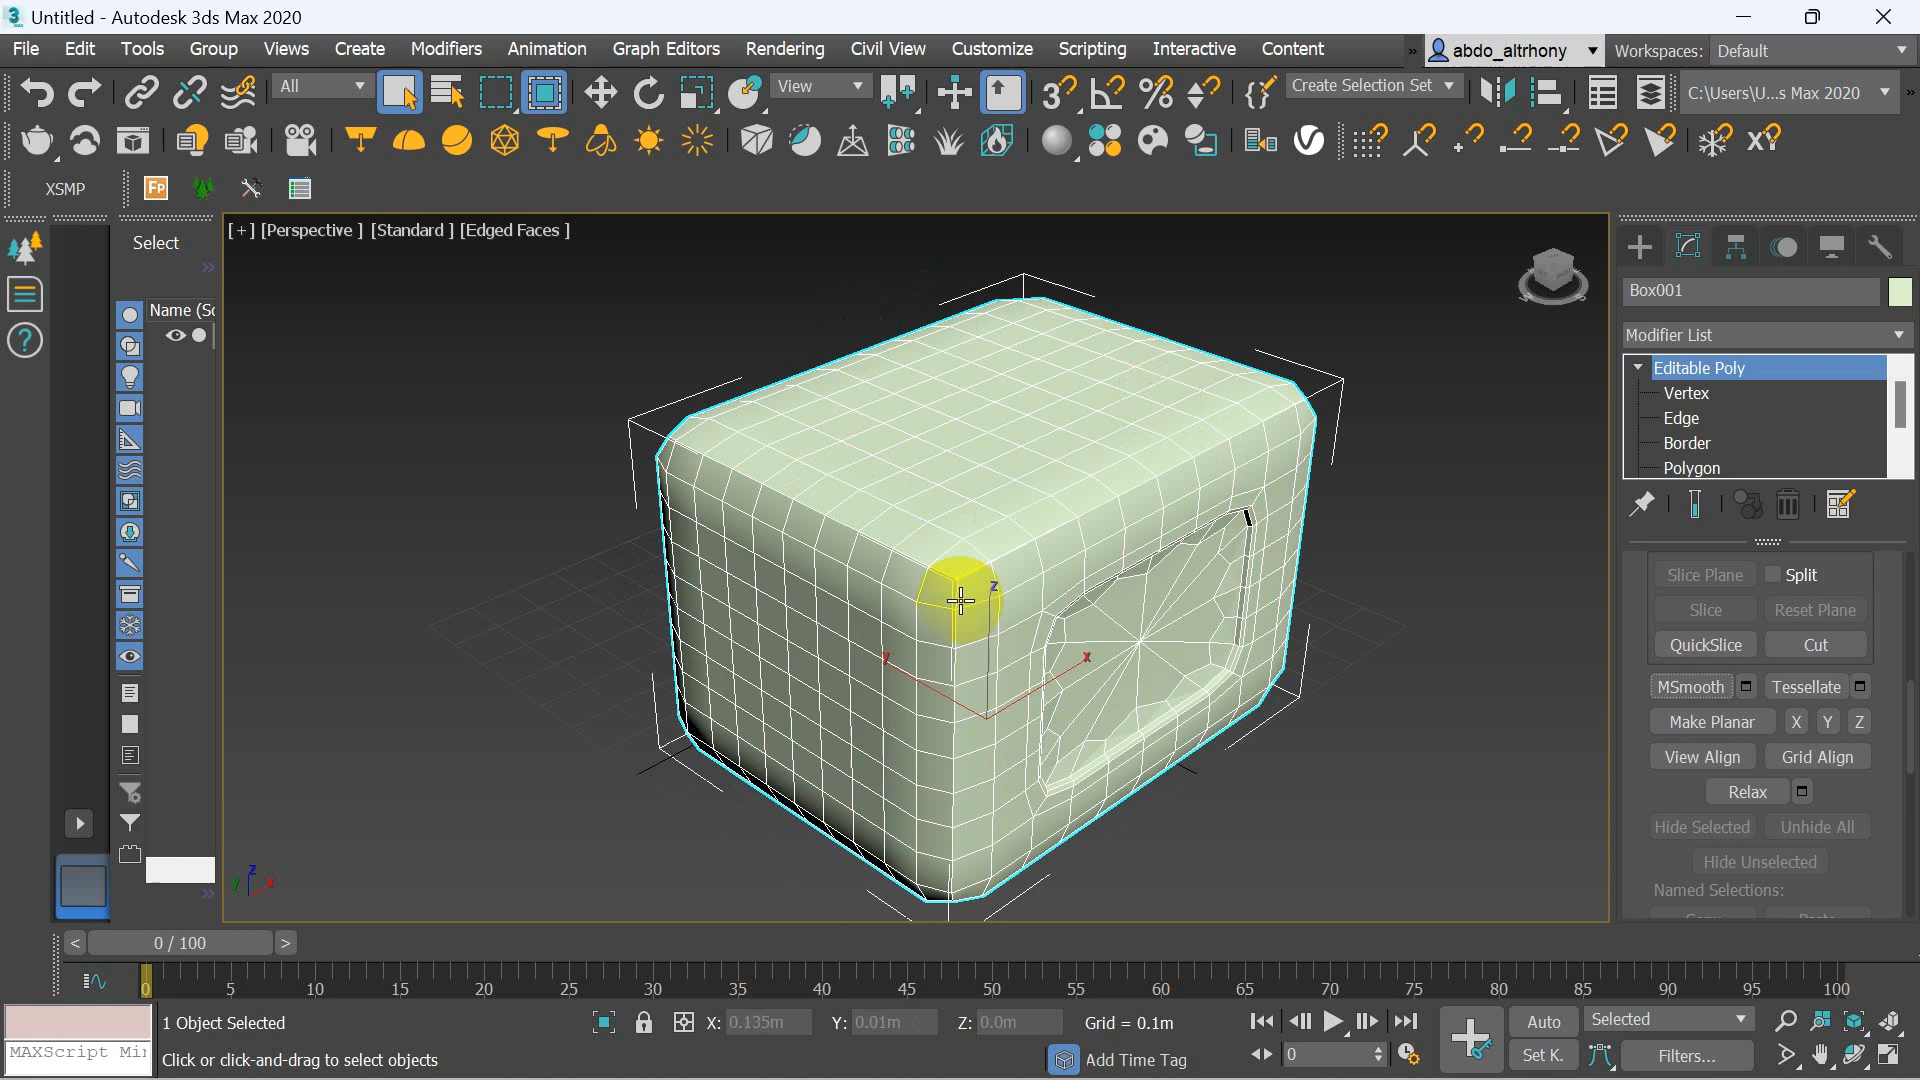 Untitled - Autodesk 3ds Max 2020
File Edit Tools Group Views Create Modifiers Animation Graph Editors Rendering Civil View Customize Scripting Interactive Content
abdo_altrhony
Workspaces: Default
All
View
Create Selection Set
C:\Users\U...s Max 2020
XSMP
Fp
XY
Select
[+] [Perspective ] [Standard ] [Edged Faces ]
Name (Sc
Box001
Modifier List
Editable Poly
Vertex
Edge
Border
Polygon
Slice Plane Split
Slice Reset Plane
QuickSlice Cut
MSmooth Tessellate
Make Planar X Y Z
View Align Grid Align
Relax
Hide Selected Unhide All
Hide Unselected
Named Selections:
z
y
x
z
y x
< 0 / 100 >
0 5 10 15 20 25 30 35 40 45 50 55 60 65 70 75 80 85 90 95 100
1 Object Selected
X: 0.135m Y: 0.01m Z: 0.0m Grid = 0.1m
Auto Selected
MAXScript Mi
Click or click-and-drag to select objects
Add Time Tag
0
Set K. Filters...